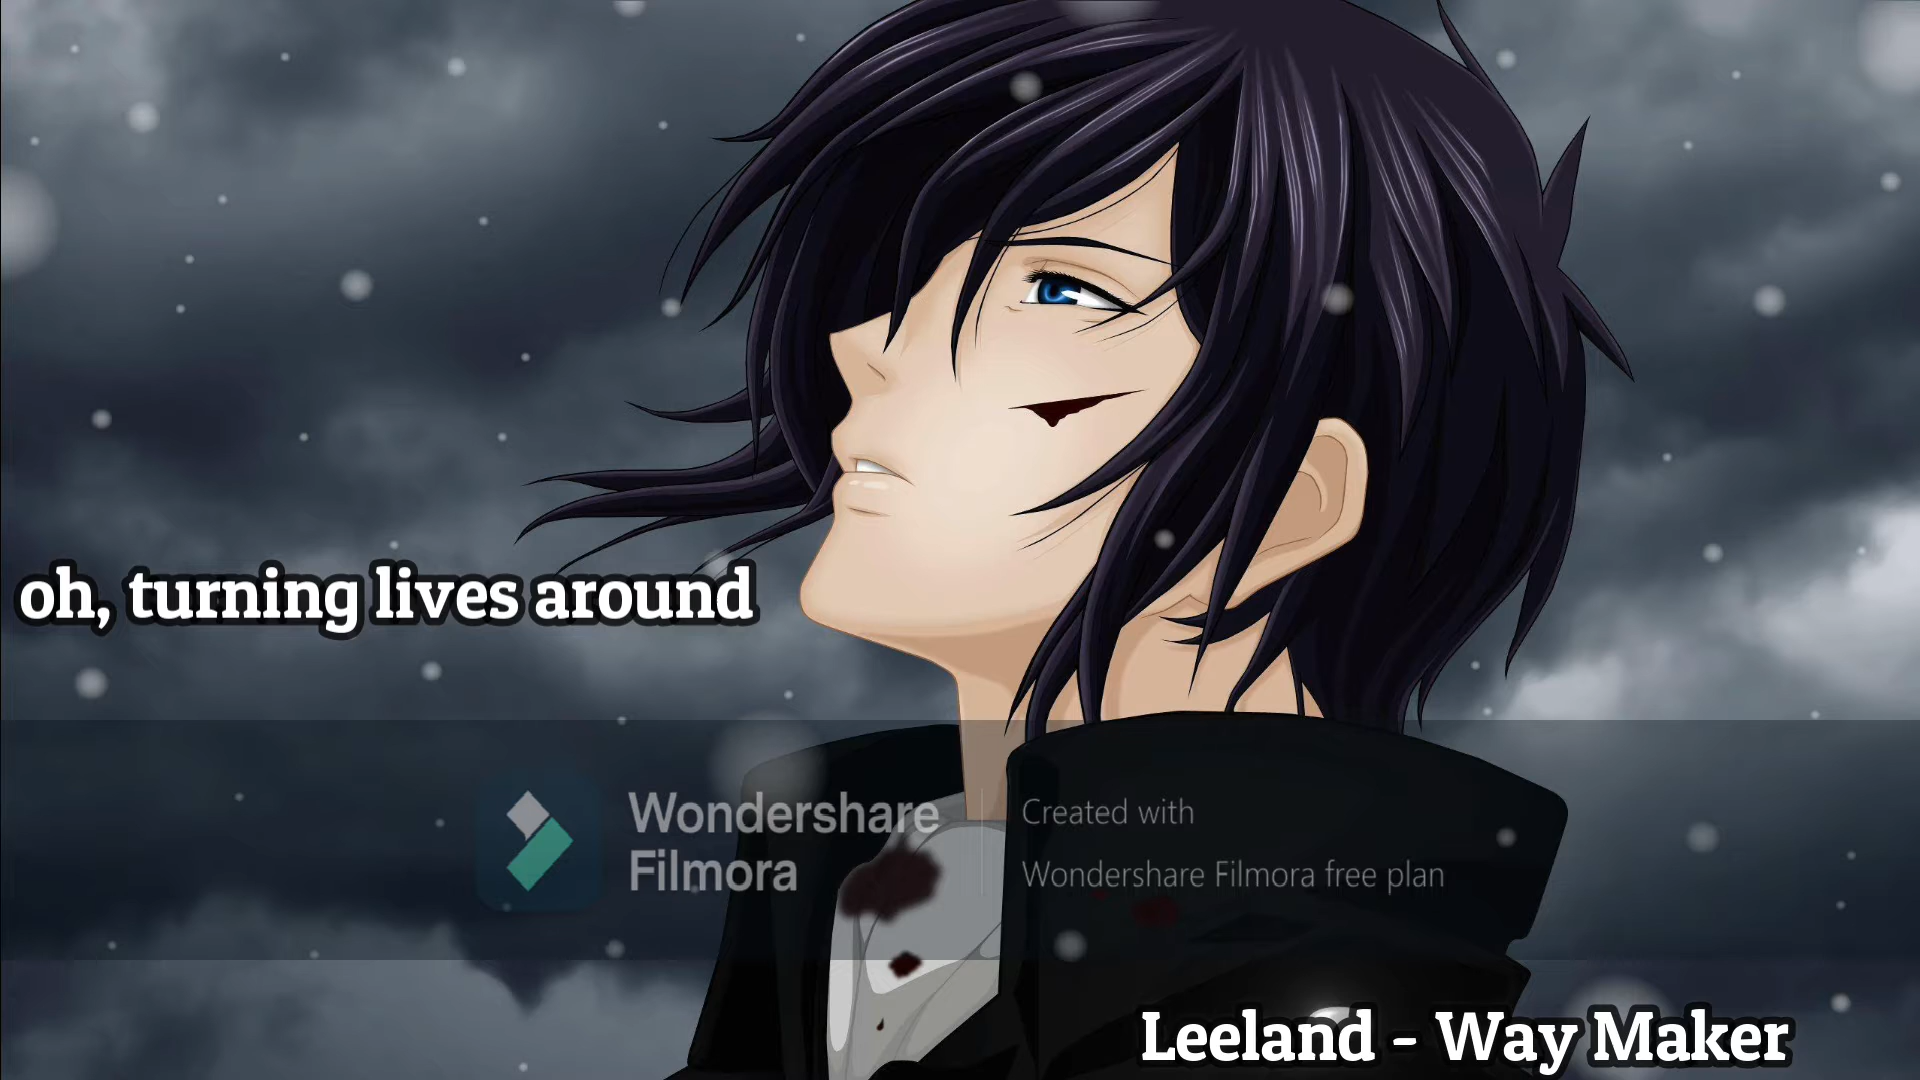 oh, turning lives around
Wondershare
Filmora
Created with
Wondershare Filmora free plan
Leeland - Way Maker